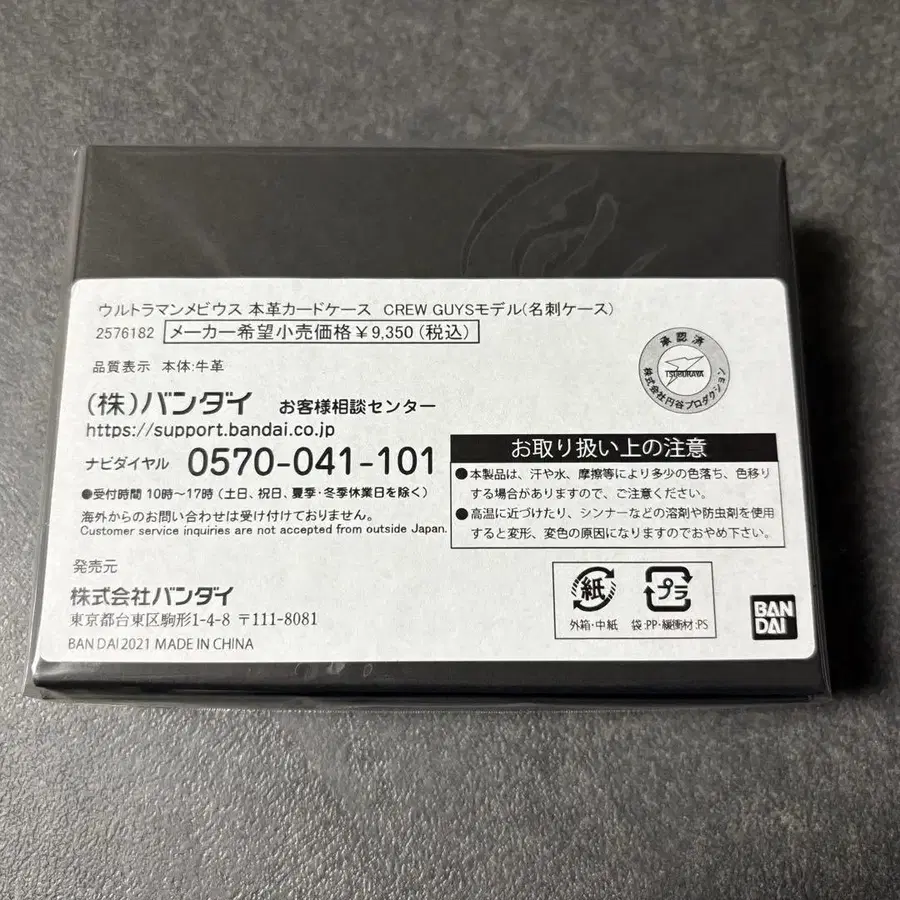 ウルトラマンメビウス 本革カードケース CREW GUYSモデル(名刺ケース)
2576182 メーカー希望小売価格¥9,350(税込)
品質表示 本体:牛革
承認済
TSUBURAYA
株式会社円谷プロダクション
(株)バンダイ お客様相談センター
https://support.bandai.co.jp
ナビダイヤル 0570-041-101
●受付時間 10時〜17時(土日、祝日、夏季・冬季休業日を除く)
海外からのお問い合わせは受け付けておりません。
Customer service inquiries are not accepted from outside Japan.
お取り扱い上の注意
●本製品は、汗や水、摩擦等により多少の色落ち、色移り
する場合がありますので、ご注意ください。
●高温に近づけたり、シンナーなどの溶剤や防虫剤を使用
すると変形、変色の原因になりますのでおやめ下さい。
発売元
株式会社バンダイ
東京都台東区駒形1-4-8 〒111-8081
BANDAI2021 MADE IN CHINA
紙
外箱・中紙
プラ
袋:PP・緩衝材:PS
BAN
DAI